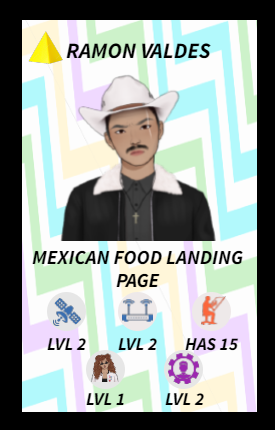 RAMON VALDES
MEXICAN FOOD LANDING
PAGE
LVL 2 LVL 2 HAS 15
LVL 1 LVL 2